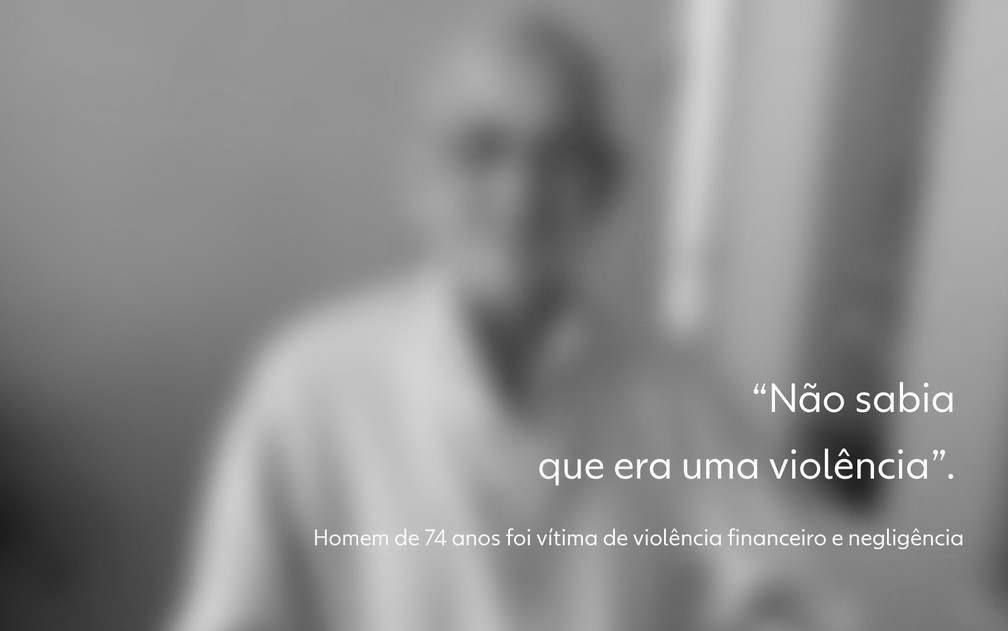 “Não sabia
que era uma violência”.
Homem de 74 anos foi vítima de violência financeiro e negligência